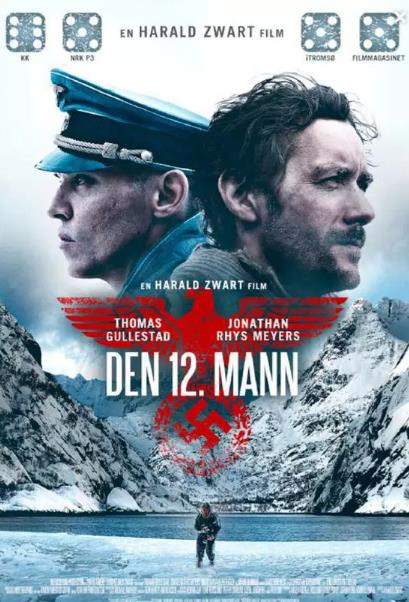 EN HARALD ZWART FILM
KK
NRK P3
iTROMSØ
FILMMAGASINET
EN HARALD ZWART FILM
THOMAS GULLESTAD
JONATHAN RHYS MEYERS
DEN 12. MANN